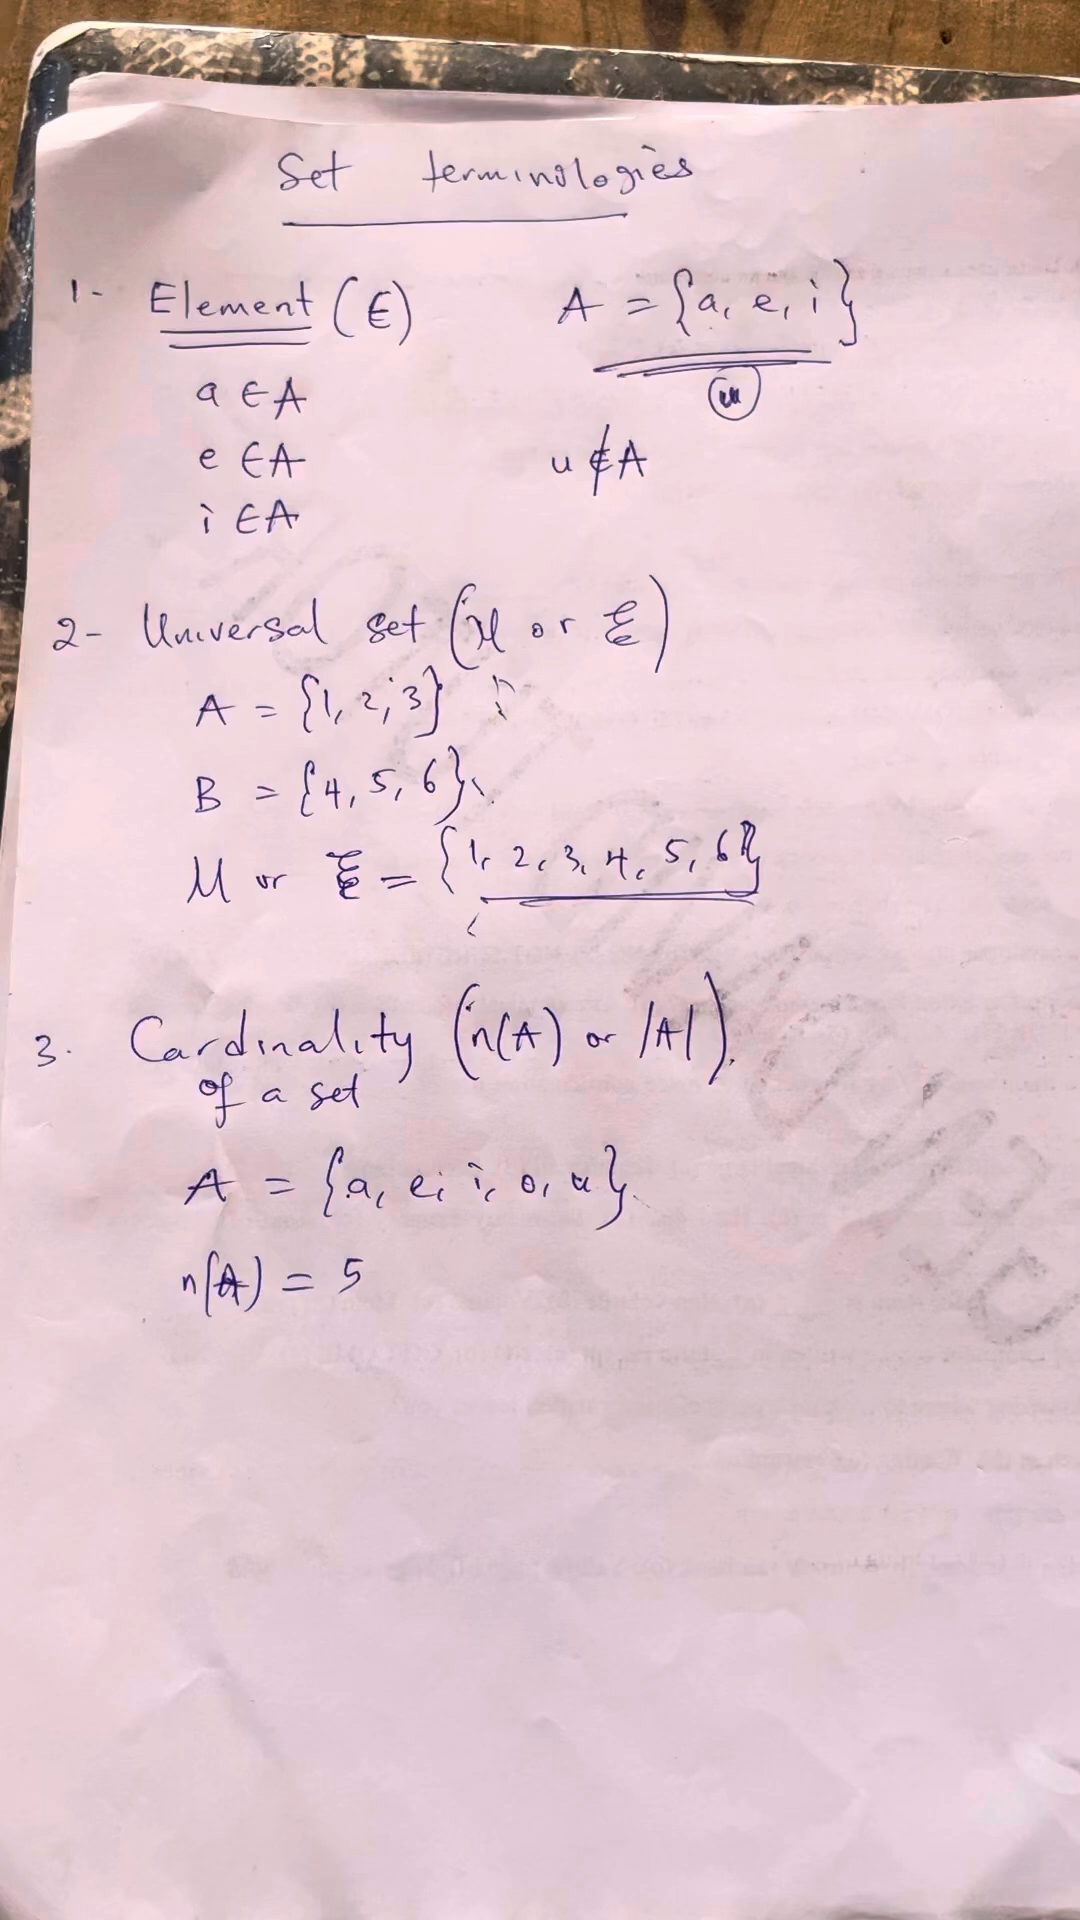 Set terminologies
1- Element (∈) A = {a, e, i}
a ∈ A
u
e ∈ A u ∉ A
i ∈ A
2- Universal set (μ or ξ)
A = {1, 2, 3}
B = {4, 5, 6}
μ or ξ = {1, 2, 3, 4, 5, 6}
3. Cardinality (n(A) or |A|).
of a set
A = {a, e, i, o, u}
n(A) = 5